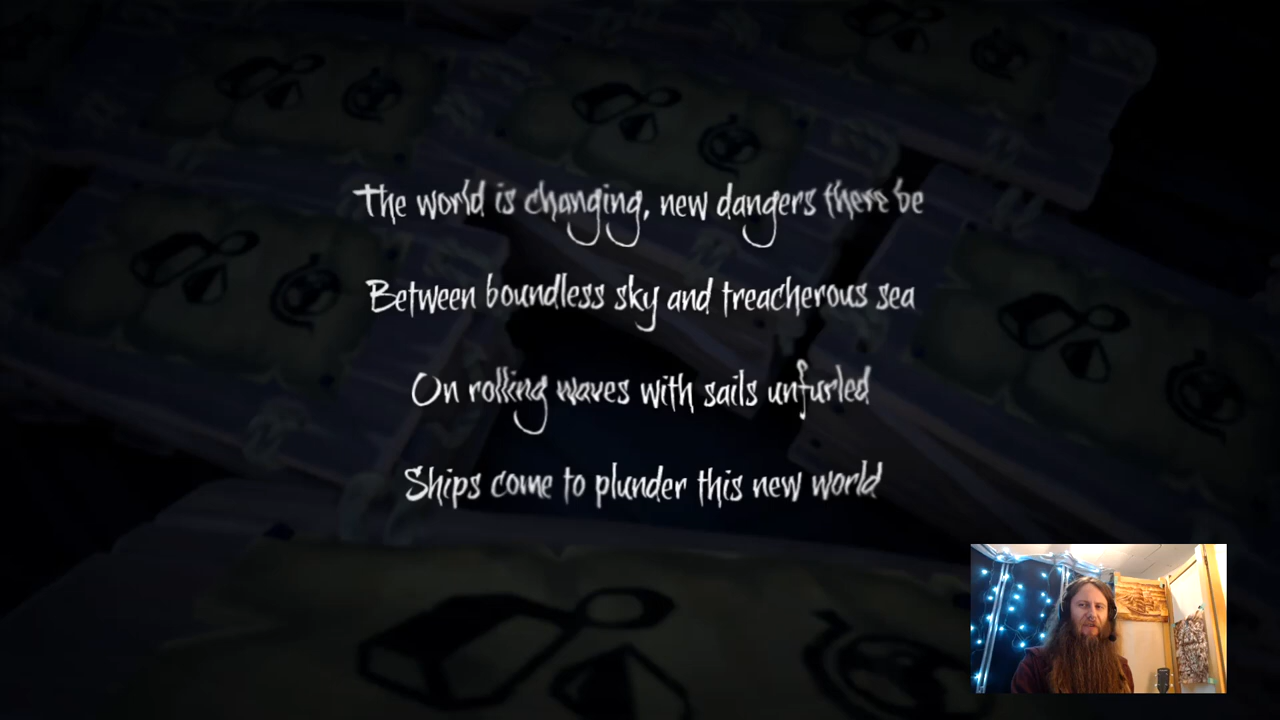 The world is changing, new dangers there be
Between boundless sky and treacherous sea
On rolling waves with sails unfurled
Ships come to plunder this new world